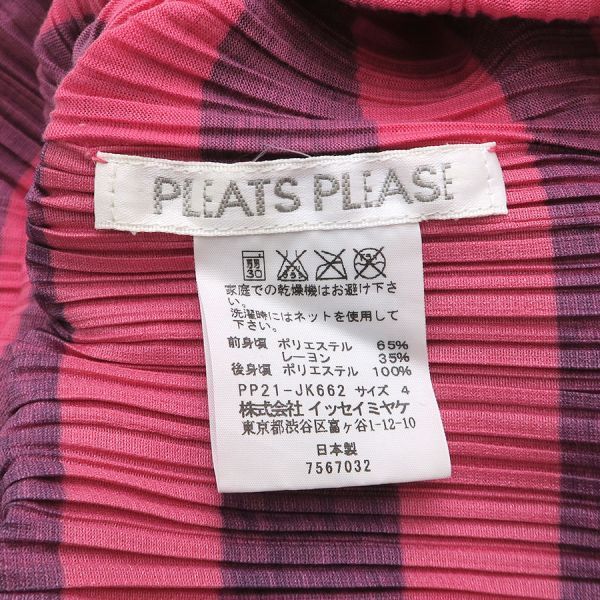 PLEATS PLEASE
家庭での乾燥機はお避け下さ
い。
洗濯時にはネットを使用して下
さい。
前身頃 ポリエステル 65%
レーヨン 35%
後身頃 ポリエステル 100%
PP21-JK662 サイズ 4
株式会社 イッセイミヤケ
東京都渋谷区富ヶ谷1-12-10
日本製
7567032